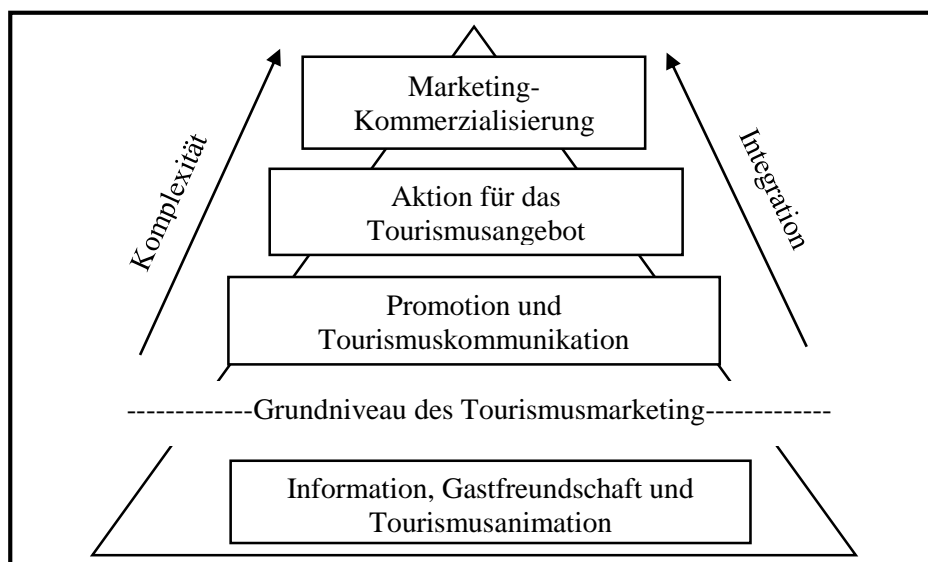 Marketing-
Kommerzialisierung
Komplexität
Integration
Aktion für das
Tourismusangebot
Promotion und
Tourismuskommunikation
-------------Grundniveau des Tourismusmarketing-------------
Information, Gastfreundschaft und
Tourismusanimation